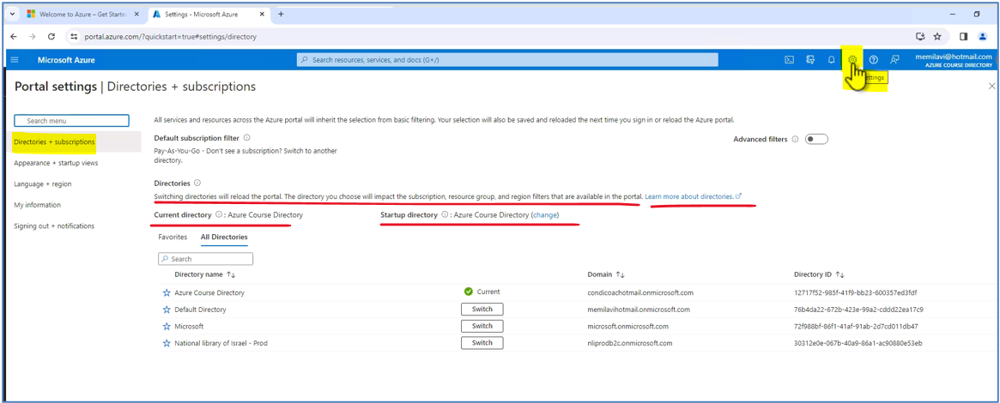 Welcome to Azure – Get Started
Settings - Microsoft Azure
portal.azure.com/?quickstart=true#settings/directory
Microsoft Azure
Search resources, services, and docs (G+/)
memilavi@hotmail.com
AZURE COURSE DIRECTORY
Portal settings | Directories + subscriptions
ettings
Search menu
Directories + subscriptions
Appearance + startup views
Language + region
My information
Signing out + notifications
All services and resources across the Azure portal will inherit the selection from basic filtering. Your selection will also be saved and reloaded the next time you sign in or reload the Azure portal.
Default subscription filter
Advanced filters
Pay-As-You-Go - Don't see a subscription? Switch to another
directory.
Directories
Switching directories will reload the portal. The directory you choose will impact the subscription, resource group, and region filters that are available in the portal. Learn more about directories.
Current directory : Azure Course Directory
Startup directory : Azure Course Directory (change)
Favorites All Directories
Search
Directory name Domain Directory ID
Azure Course Directory Current condicoachotmail.onmicrosoft.com 12717f52-985f-41f9-bb23-600357ed3fdf
Default Directory Switch memilavihotmail.onmicrosoft.com 76b4da22-672b-423e-99a2-cddd22ea17c9
Microsoft Switch microsoft.onmicrosoft.com 72f988bf-86f1-41af-91ab-2d7cd011db47
National library of Israel - Prod Switch nliprodb2c.onmicrosoft.com 30312e0e-067b-40a9-86a1-ac90880e53eb